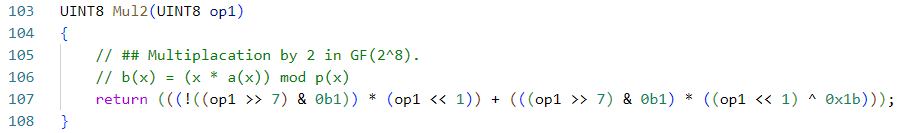 103 UINT8 Mul2(UINT8 op1)
104 {
105 // ## Multiplacation by 2 in GF(2^8).
106 // b(x) = (x * a(x)) mod p(x)
107 return (((!((op1 >> 7) & 0b1)) * (op1 << 1)) + (((op1 >> 7) & 0b1) * ((op1 << 1) ^ 0x1b)));
108 }